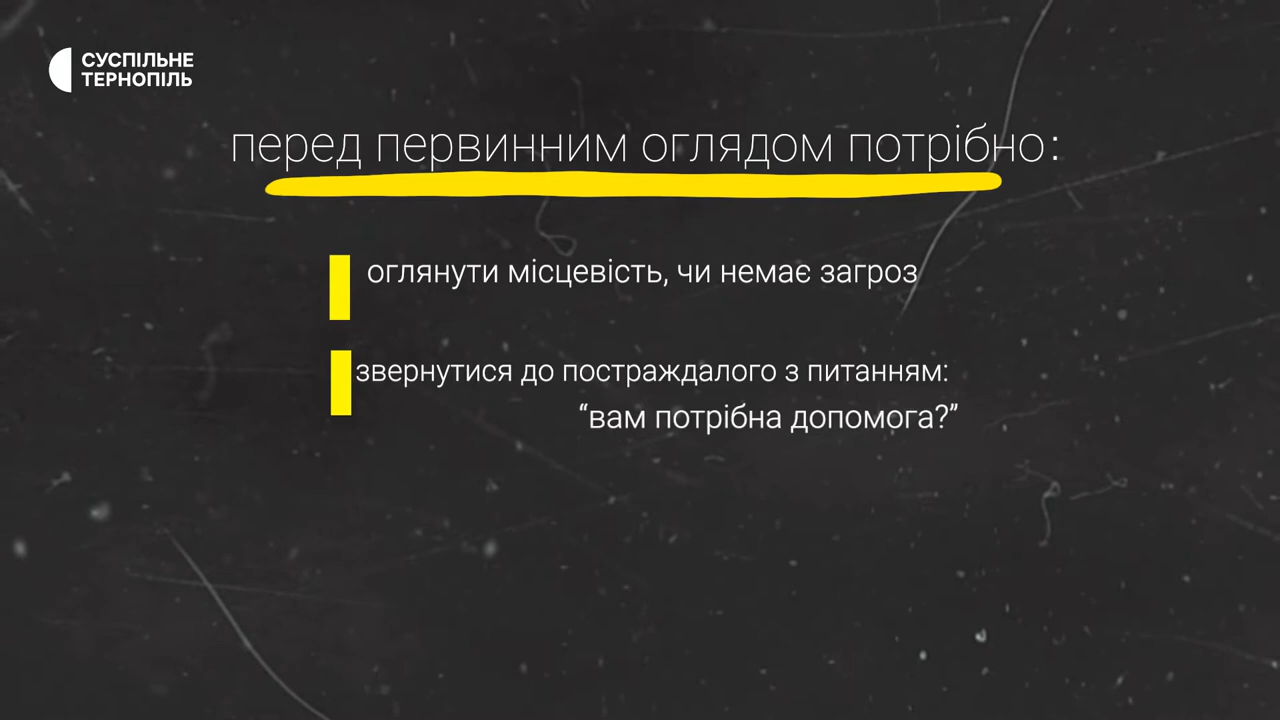 СУСПІЛЬНЕ
ТЕРНОПІЛЬ
перед первинним оглядом потрібно:
оглянути місцевість, чи немає загроз
звернутися до постраждалого з питанням:
“вам потрібна допомога?”